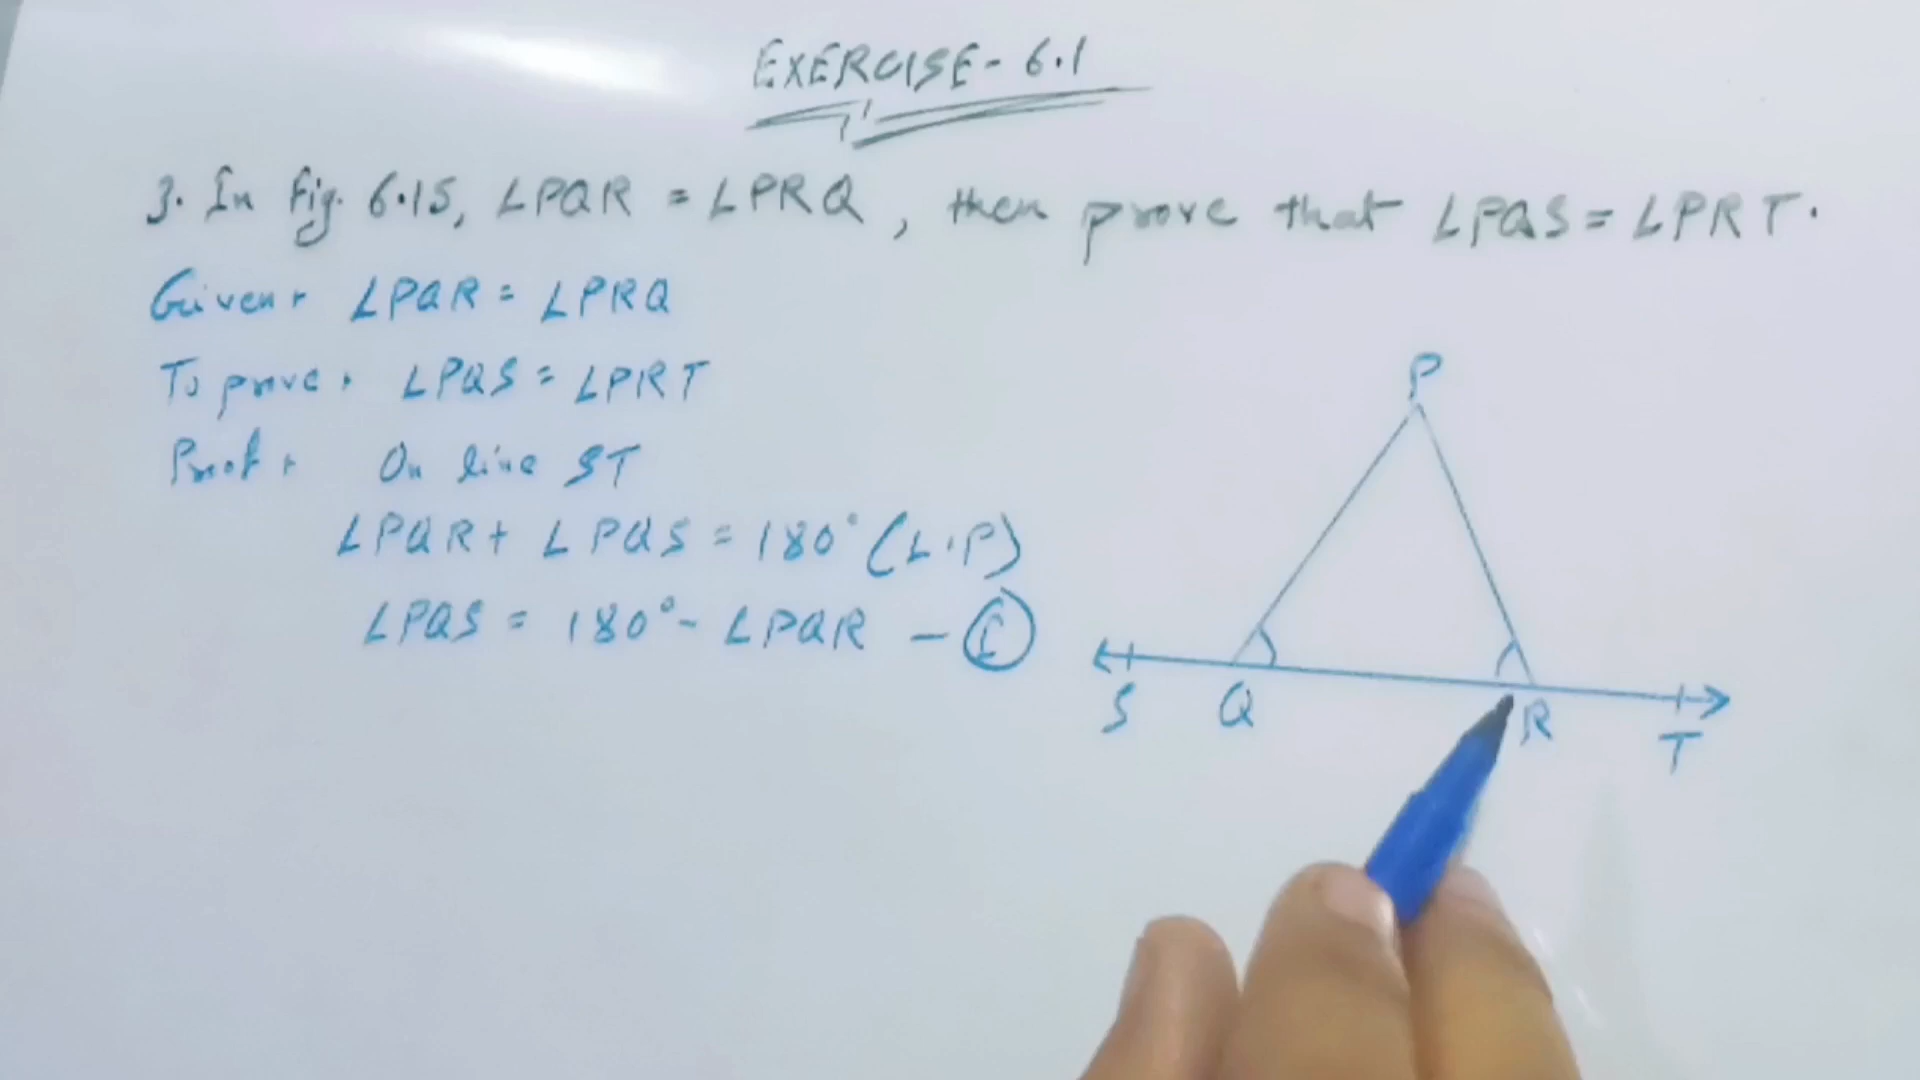 EXERCISE-6.1
3. In Fig. 6.15, ∠PQR = ∠PRQ, then prove that ∠PQS = ∠PRT.
Given: ∠PQR = ∠PRQ
To prove: ∠PQS = ∠PRT
Proof: On line ST
∠PQR + ∠PQS = 180° (L.P)
∠PQS = 180° - ∠PQR - (i)
P
S Q R T